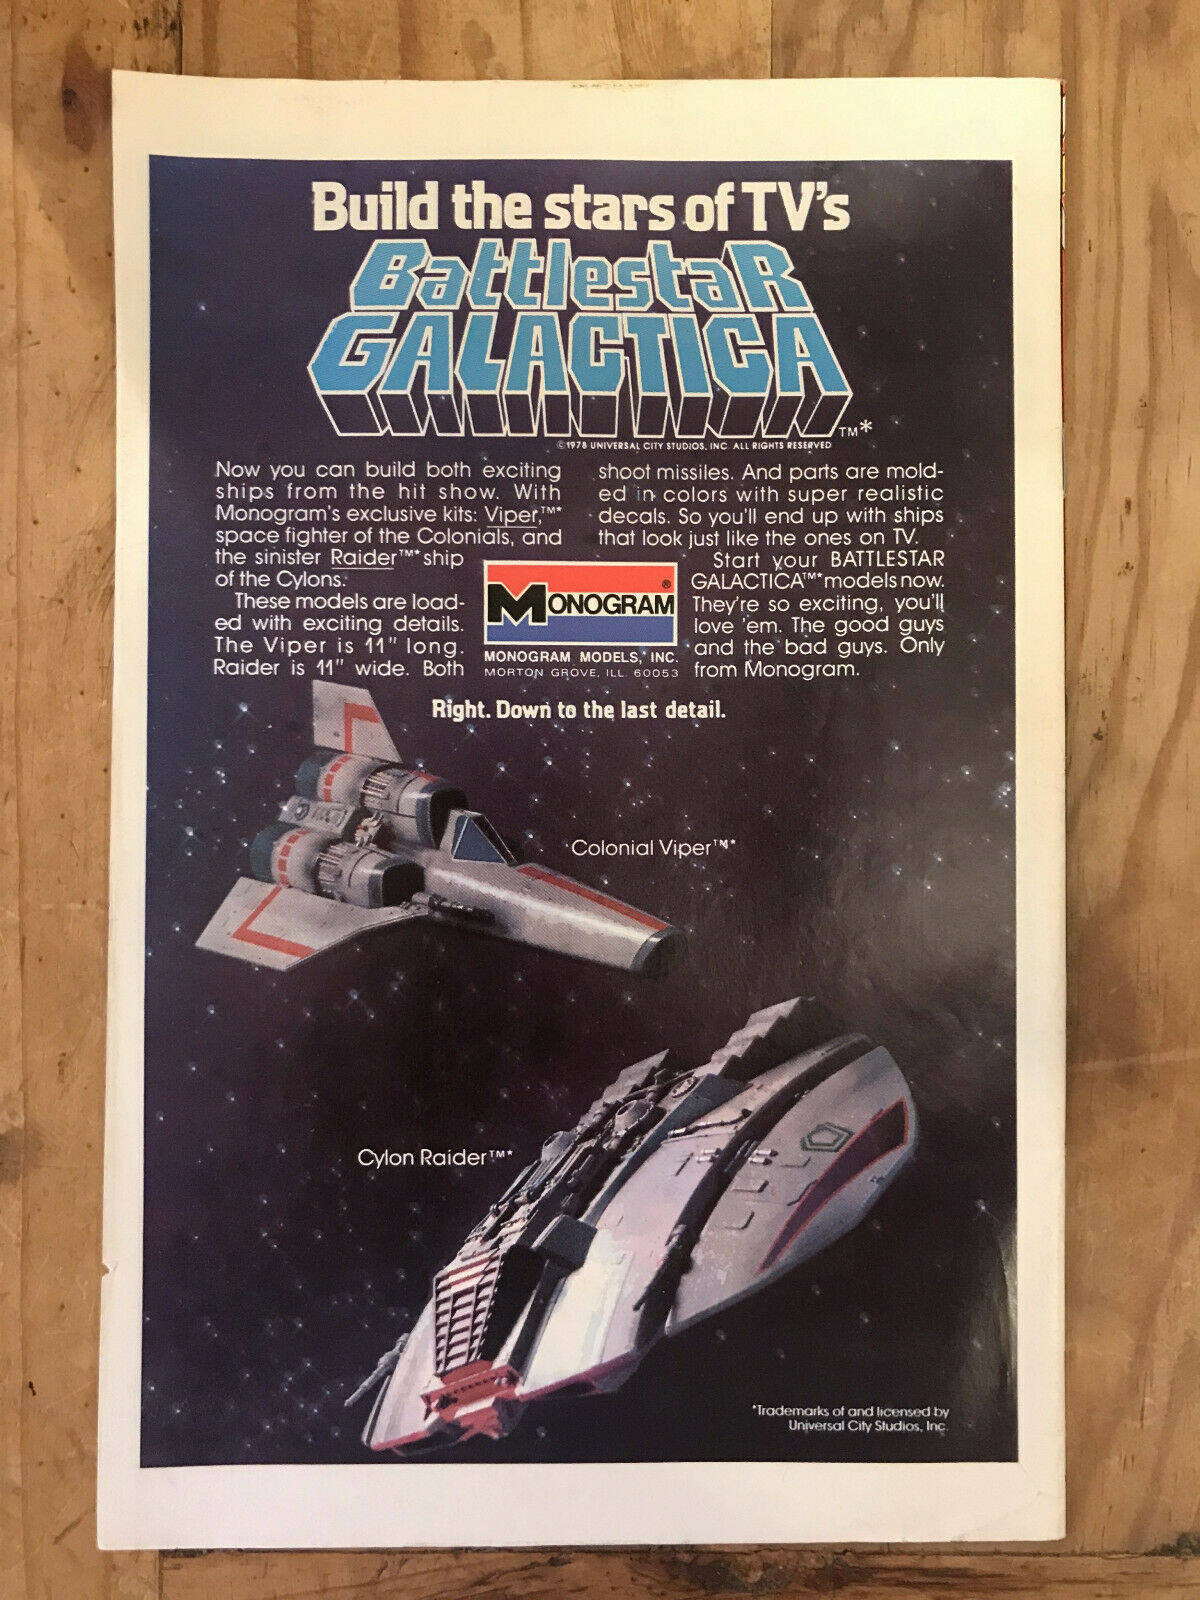 Build the stars of TV's
BattlestaR
GALACTICA
TM*
©1978 UNIVERSAL CITY STUDIOS, INC. ALL RIGHTS RESERVED
Now you can build both exciting
ships from the hit show. With
Monogram's exclusive kits: Viper,™*
space fighter of the Colonials, and
the sinister Raider™* ship
of the Cylons.
These models are load-
ed with exciting details.
The Viper is 11" long.
Raider is 11" wide. Both
shoot missiles. And parts are mold-
ed in colors with super realistic
decals. So you'll end up with ships
that look just like the ones on TV.
Start your BATTLESTAR
GALACTICA™* models now.
They're so exciting, you'll
love 'em. The good guys
and the bad guys. Only
from Monogram.
®
MONOGRAM
MONOGRAM MODELS, INC.
MORTON GROVE, ILL. 60053
Right. Down to the last detail.
Colonial Viper™*
Cylon Raider™*
*Trademarks of and licensed by
Universal City Studios, Inc.